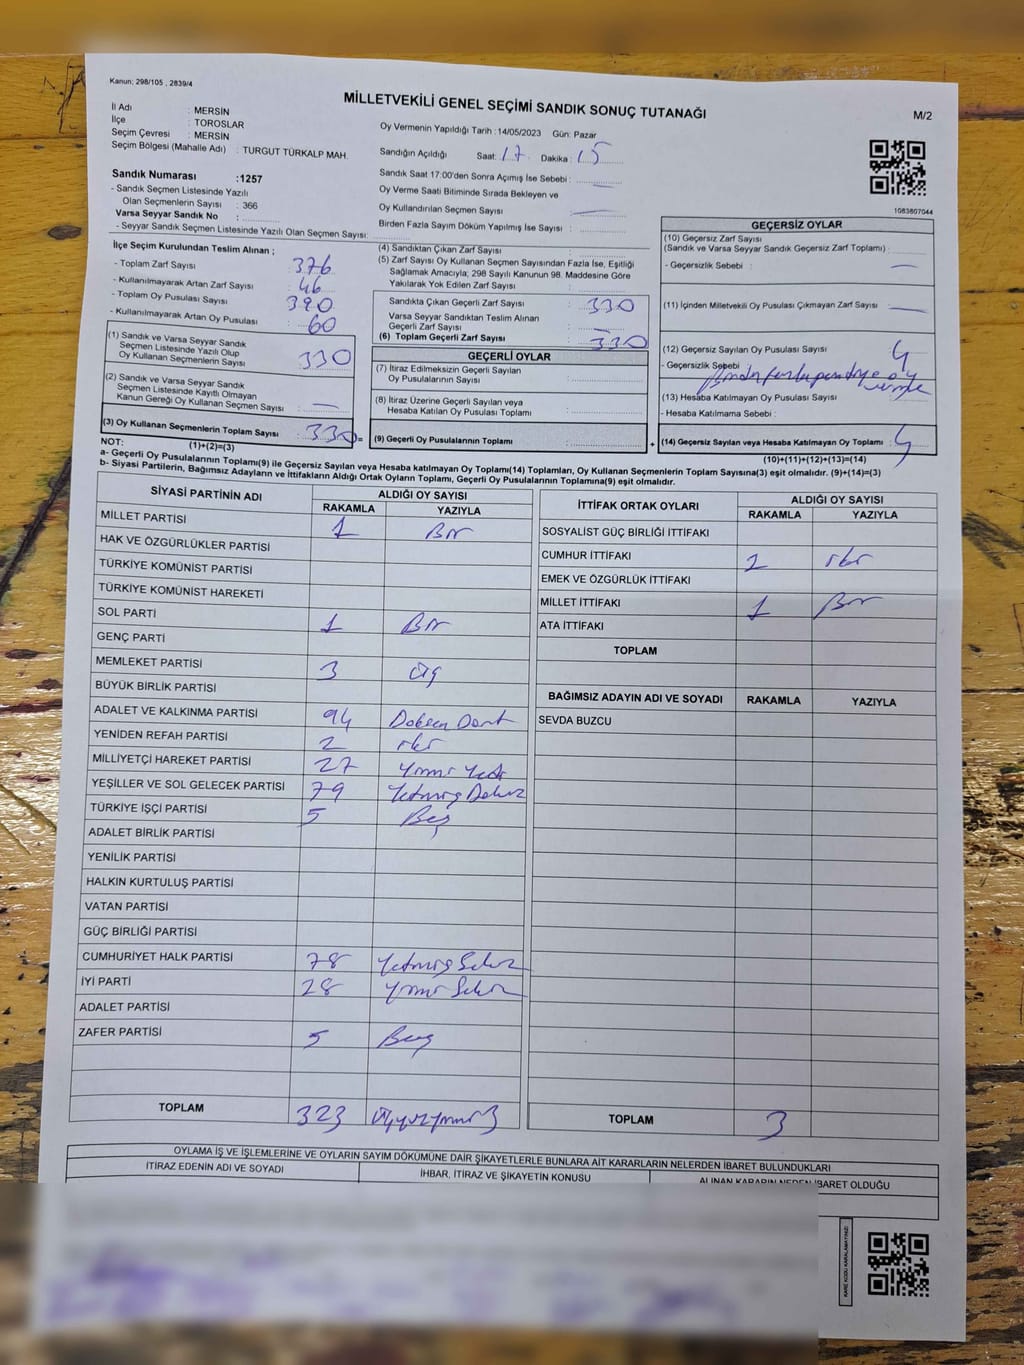 Kanun; 298/105 , 2839/4
MİLLETVEKİLİ GENEL SEÇİMİ SANDIK SONUÇ TUTANAĞI
M/2
İl Adı : MERSİN
İlçe : TOROSLAR
Seçim Çevresi : MERSİN
Seçim Bölgesi (Mahalle Adı) : TURGUT TÜRKALP MAH.
Oy Vermenin Yapıldığı Tarih : 14/05/2023 Gün: Pazar
Sandığın Açıldığı Saat: 17 Dakika : 15
Sandık Saat 17:00'den Sonra Açımış İse Sebebi : —
Oy Verme Saati Bitiminde Sırada Bekleyen ve
Oy Kullandırılan Seçmen Sayısı : —
Birden Fazla Sayım Döküm Yapılmış İse Sayısı :
1083807044
Sandık Numarası :1257
- Sandık Seçmen Listesinde Yazılı
Olan Seçmenlerin Sayısı : 366
Varsa Seyyar Sandık No :
- Seyyar Sandık Seçmen Listesinde Yazılı Olan Seçmen Sayısı:
İlçe Seçim Kurulundan Teslim Alınan ;
- Toplam Zarf Sayısı : 376
- Kullanılmayarak Artan Zarf Sayısı : 46
- Toplam Oy Pusulası Sayısı : 390
- Kullanılmayarak Artan Oy Pusulası : 60
(1) Sandık ve Varsa Seyyar Sandık
Seçmen Listesinde Yazılı Olup
Oy Kullanan Seçmenlerin Sayısı : 330
(2) Sandık ve Varsa Seyyar Sandık
Seçmen Listesinde Kayıtlı Olmayan
Kanun Gereği Oy Kullanan Seçmen Sayısı : —
(3) Oy Kullanan Seçmenlerin Toplam Sayısı : 330 =
(1)+(2)=(3)
(4) Sandıktan Çıkan Zarf Sayısı :
(5) Zarf Sayısı Oy Kullanan Seçmen Sayısından Fazla İse, Eşitliği
Sağlamak Amacıyla; 298 Sayılı Kanunun 98. Maddesine Göre
Yakılarak Yok Edilen Zarf Sayısı :
Sandıkta Çıkan Geçerli Zarf Sayısı : 330
Varsa Seyyar Sandıktan Teslim Alınan
Geçerli Zarf Sayısı :
(6) Toplam Geçerli Zarf Sayısı : 330
GEÇERLİ OYLAR
(7) İtiraz Edilmeksizin Geçerli Sayılan
Oy Pusulalarının Sayısı :
(8) İtiraz Üzerine Geçerli Sayılan veya
Hesaba Katılan Oy Pusulası Toplamı :
(9) Geçerli Oy Pusulalarının Toplamı : +
GEÇERSİZ OYLAR
(10) Geçersiz Zarf Sayısı
(Sandık ve Varsa Seyyar Sandık Geçersiz Zarf Toplamı) :
- Geçersizlik Sebebi : —
(11) İçinden Milletvekili Oy Pusulası Çıkmayan Zarf Sayısı : —
(12) Geçersiz Sayılan Oy Pusulası Sayısı : 4
- Geçersizlik Sebebi : Birden fazla partiye oy verme
(13) Hesaba Katılmayan Oy Pusulası Sayısı :
- Hesaba Katılmama Sebebi :
(14) Geçersiz Sayılan veya Hesaba Katılmayan Oy Toplamı : 4
(10)+(11)+(12)+(13)=(14)
NOT:
a- Geçerli Oy Pusulalarının Toplamı(9) ile Geçersiz Sayılan veya Hesaba katılmayan Oy Toplamı(14) Toplamları, Oy Kullanan Seçmenlerin Toplam Sayısına(3) eşit olmalıdır. (9)+(14)=(3)
b- Siyasi Partilerin, Bağımsız Adayların ve İttifakların Aldığı Ortak Oyların Toplamı, Geçerli Oy Pusulalarının Toplamına(9) eşit olmalıdır.
SİYASİ PARTİNİN ADI ALDIĞI OY SAYISI
RAKAMLA YAZIYLA
MİLLET PARTİSİ 1 Bir
HAK VE ÖZGÜRLÜKLER PARTİSİ
TÜRKİYE KOMÜNİST PARTİSİ
TÜRKİYE KOMÜNİST HAREKETİ
SOL PARTİ 1 Bir
GENÇ PARTİ
MEMLEKET PARTİSİ 3 Üç
BÜYÜK BİRLİK PARTİSİ
ADALET VE KALKINMA PARTİSİ 94 Doksan Dört
YENİDEN REFAH PARTİSİ 2 iki
MİLLİYETÇİ HAREKET PARTİSİ 27 Yirmi Yedi
YEŞİLLER VE SOL GELECEK PARTİSİ 79 Yetmiş Dokuz
TÜRKİYE İŞÇİ PARTİSİ 5 Beş
ADALET BİRLİK PARTİSİ
YENİLİK PARTİSİ
HALKIN KURTULUŞ PARTİSİ
VATAN PARTİSİ
GÜÇ BİRLİĞİ PARTİSİ
CUMHURİYET HALK PARTİSİ 78 Yetmiş Sekiz
İYİ PARTİ 28 Yirmi Sekiz
ADALET PARTİSİ
ZAFER PARTİSİ 5 Beş
TOPLAM 323 Üçyüzyirmi3
İTTİFAK ORTAK OYLARI ALDIĞI OY SAYISI
RAKAMLA YAZIYLA
SOSYALİST GÜÇ BİRLİĞİ İTTİFAKI
CUMHUR İTTİFAKI 2 iki
EMEK VE ÖZGÜRLÜK İTTİFAKI
MİLLET İTTİFAKI 1 Bir
ATA İTTİFAKI
TOPLAM
BAĞIMSIZ ADAYIN ADI VE SOYADI RAKAMLA YAZIYLA
SEVDA BUZCU
TOPLAM 3
OYLAMA İŞ VE İŞLEMLERİNE VE OYLARIN SAYIM DÖKÜMÜNE DAİR ŞİKAYETLERLE BUNLARA AİT KARARLARIN NELERDEN İBARET BULUNDUKLARI
İTİRAZ EDENİN ADI VE SOYADI İHBAR, İTİRAZ VE ŞİKAYETİN KONUSU ALINAN KARARIN NEDEN İBARET OLDUĞU
KARE KODU KARALAMAYINIZ!